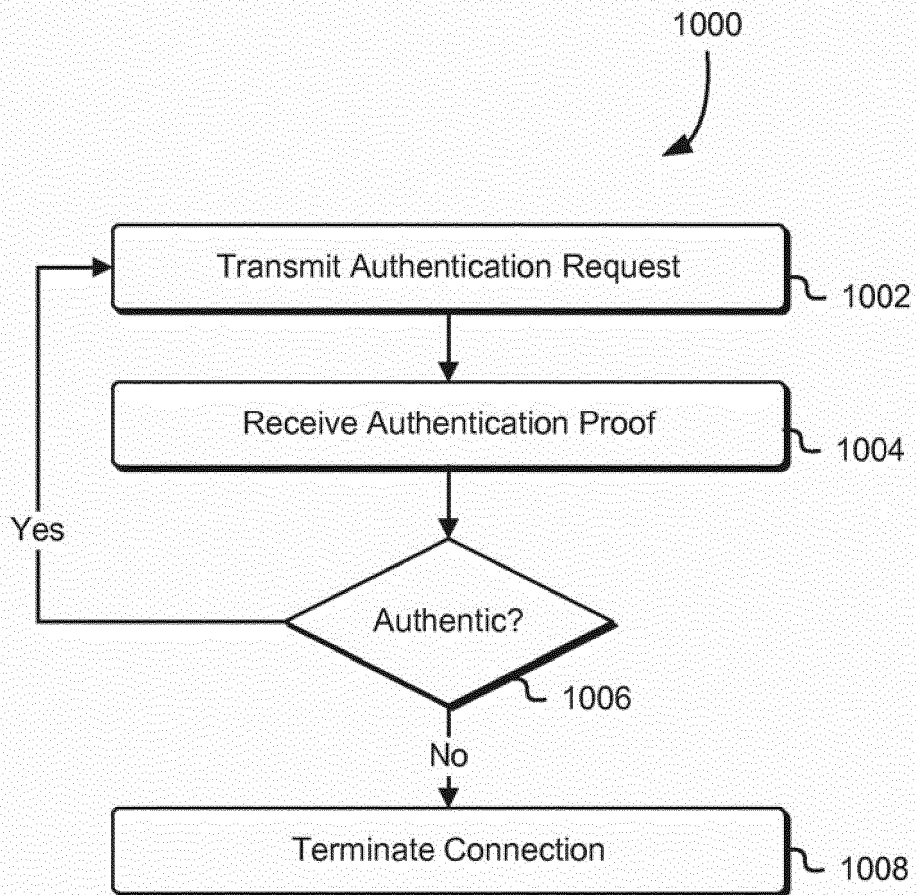 1000
Transmit Authentication Request
1002
Receive Authentication Proof
1004
Yes
Authentic?
1006
No
Terminate Connection
1008